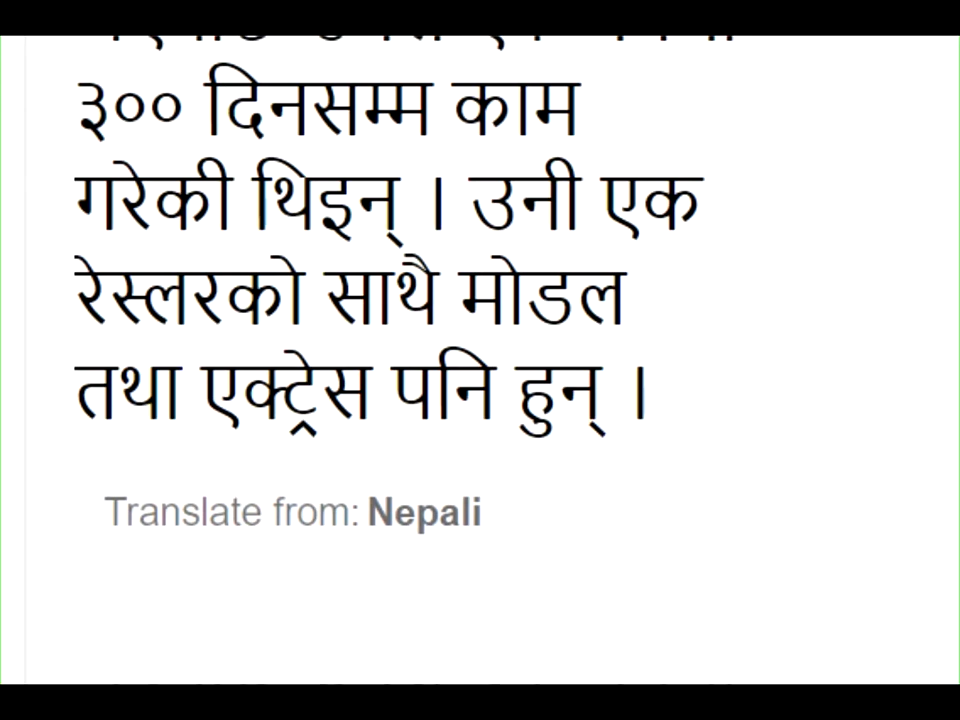 ३०० दिनसम्म काम
गरेकी थिइन् । उनी एक
रेस्लरको साथै मोडल
तथा एक्ट्रेस पनि हुन् ।
Translate from: Nepali